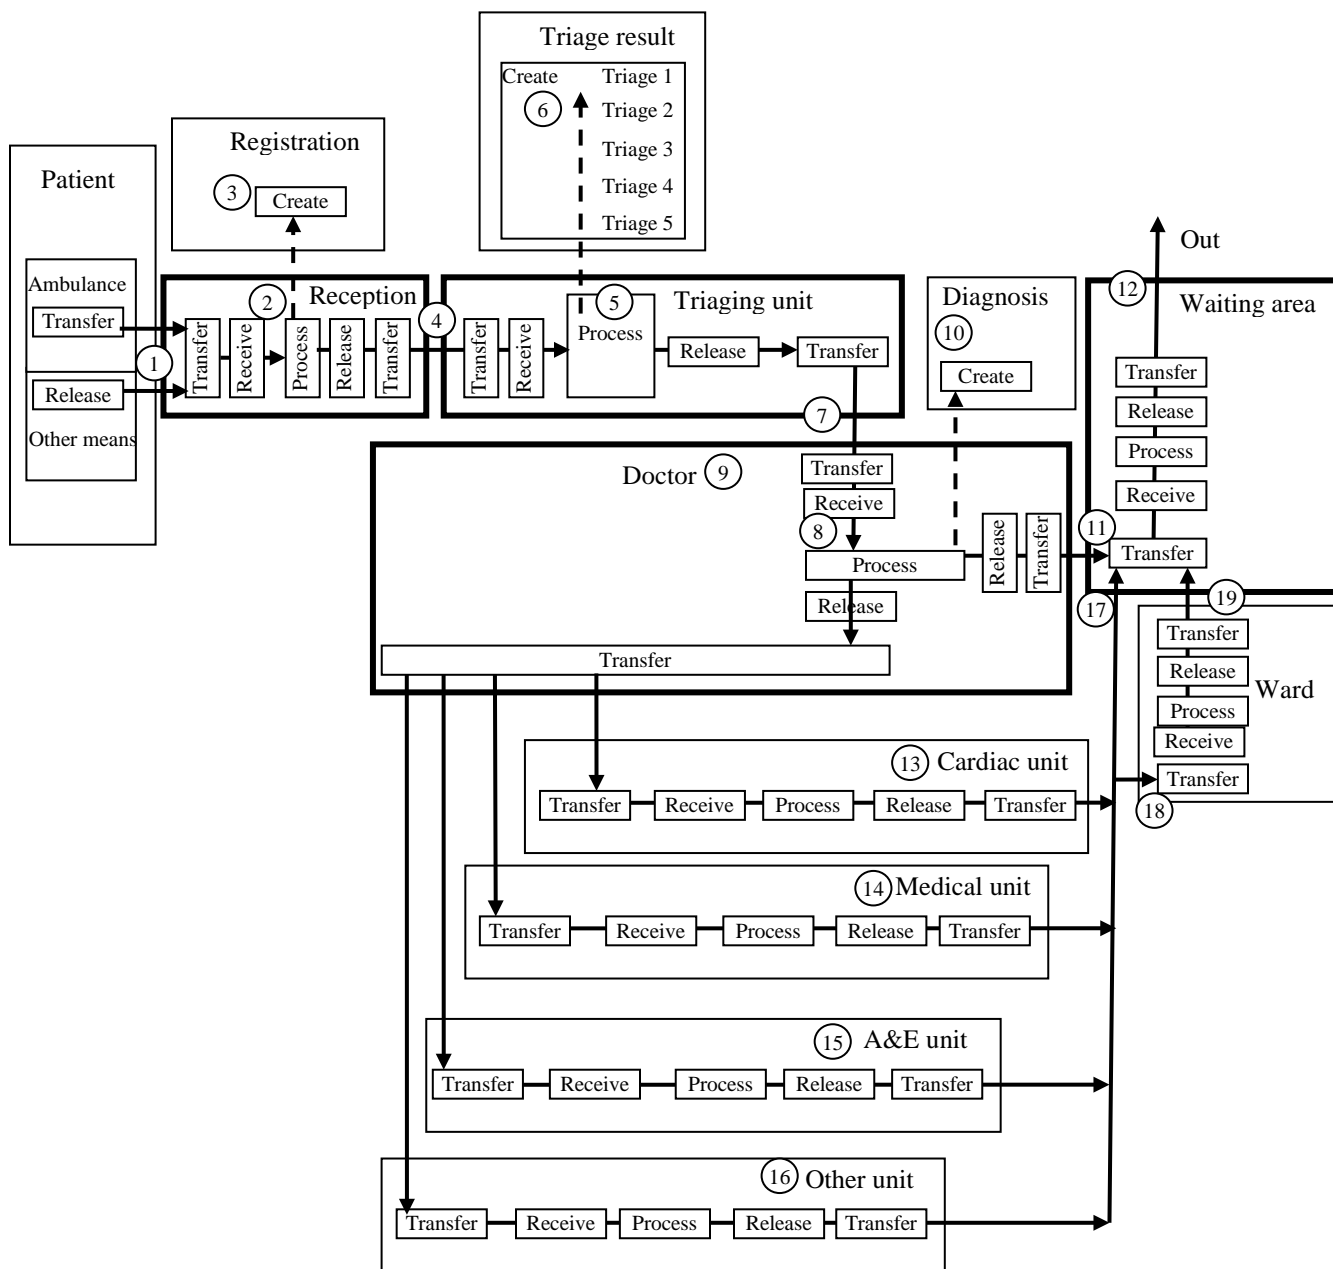 Triage result
Create
Triage 1
6
Triage 2
Triage 3
Triage 4
Triage 5
Registration
3
Create
Patient
Ambulance
Transfer
1
Release
Other means
2
Reception
Transfer
Receive
Process
Release
Transfer
4
Triaging unit
5
Transfer
Receive
Process
Release
Transfer
7
Diagnosis
10
Create
Out
12
Waiting area
Transfer
Release
Process
Receive
11
Transfer
Doctor
9
Transfer
Receive
8
Process
Release
Transfer
Release
Transfer
17
19
Transfer
Release
Ward
Process
Receive
Transfer
18
13
Cardiac unit
Transfer
Receive
Process
Release
Transfer
14
Medical unit
Transfer
Receive
Process
Release
Transfer
15
A&E unit
Transfer
Receive
Process
Release
Transfer
16
Other unit
Transfer
Receive
Process
Release
Transfer